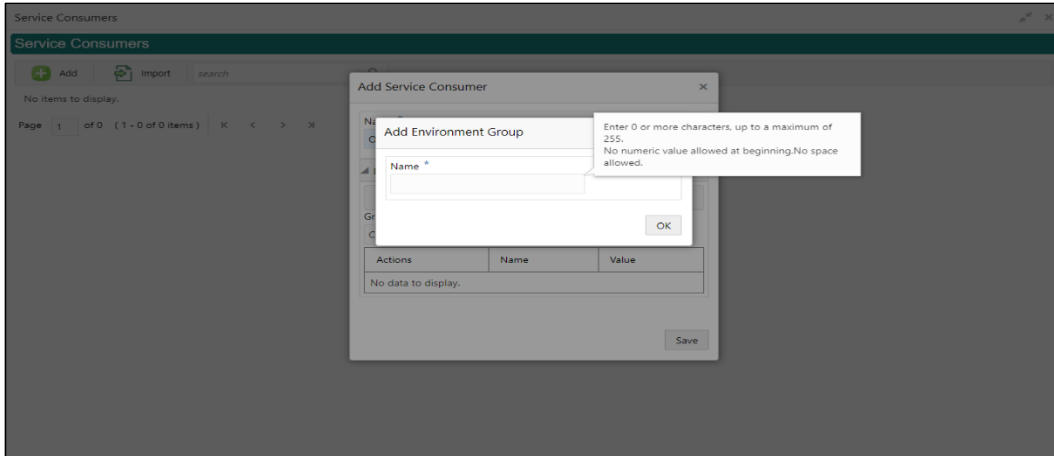 Service Consumers
Service Consumers
Add Import search
No items to display.
Page 1 of 0 (1 - 0 of 0 items) K < >
Add Service Consumer ×
Add Environment Group
Name *
Enter 0 or more characters, up to a maximum of
255.
No numeric value allowed at beginning.No space
allowed.
OK
Actions Name Value
No data to display.
Save